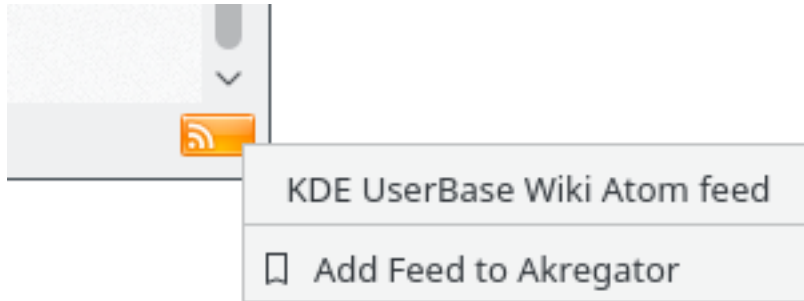 KDE UserBase Wiki Atom feed
Add Feed to Akregator